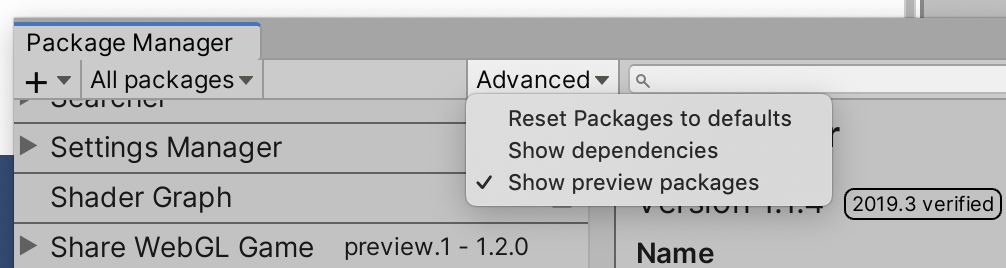 Package Manager
+ All packages Advanced
Searcher
Reset Packages to defaults
Settings Manager
Show dependencies
Shader Graph
Show preview packages
Version 1.1.4 2019.3 verified
Share WebGL Game preview.1 - 1.2.0
Name